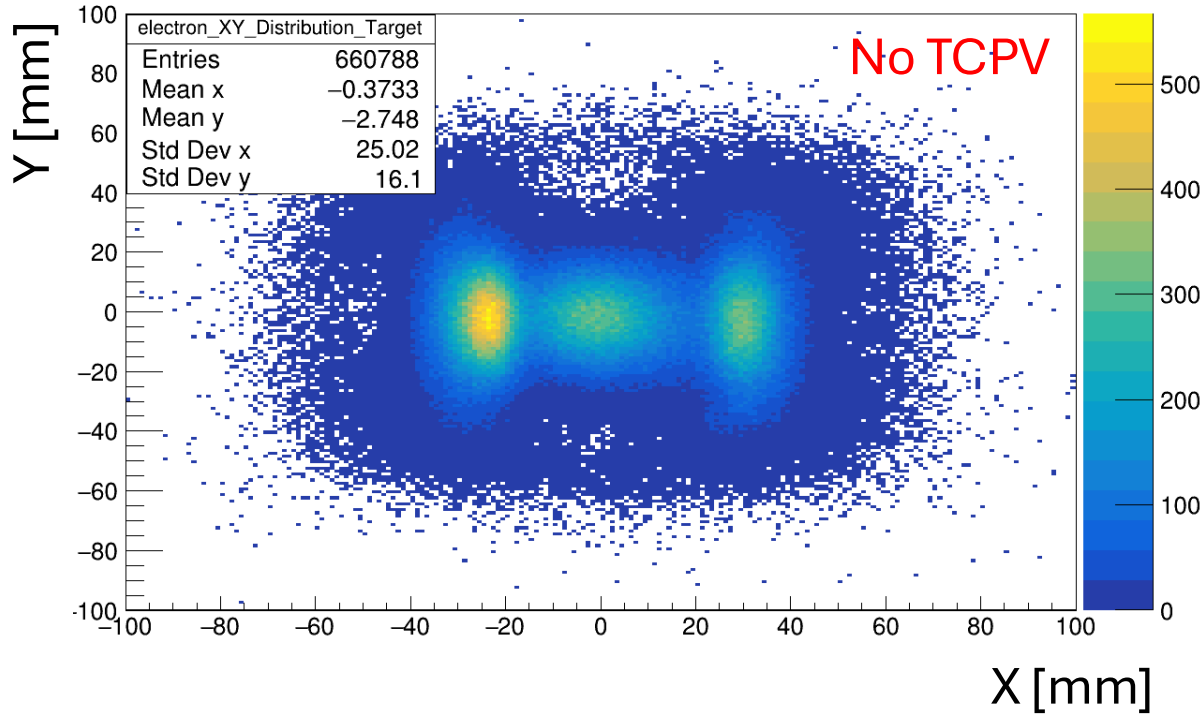 Y [mm]
electron_XY_Distribution_Target
Entries 660788
Mean x −0.3733
Mean y −2.748
Std Dev x 25.02
Std Dev y 16.1
No TCPV
100
80
60
40
20
0
−20
−40
−60
−80
-100
−100 −80 −60 −40 −20 0 20 40 60 80 100
500
400
300
200
100
0
X [mm]